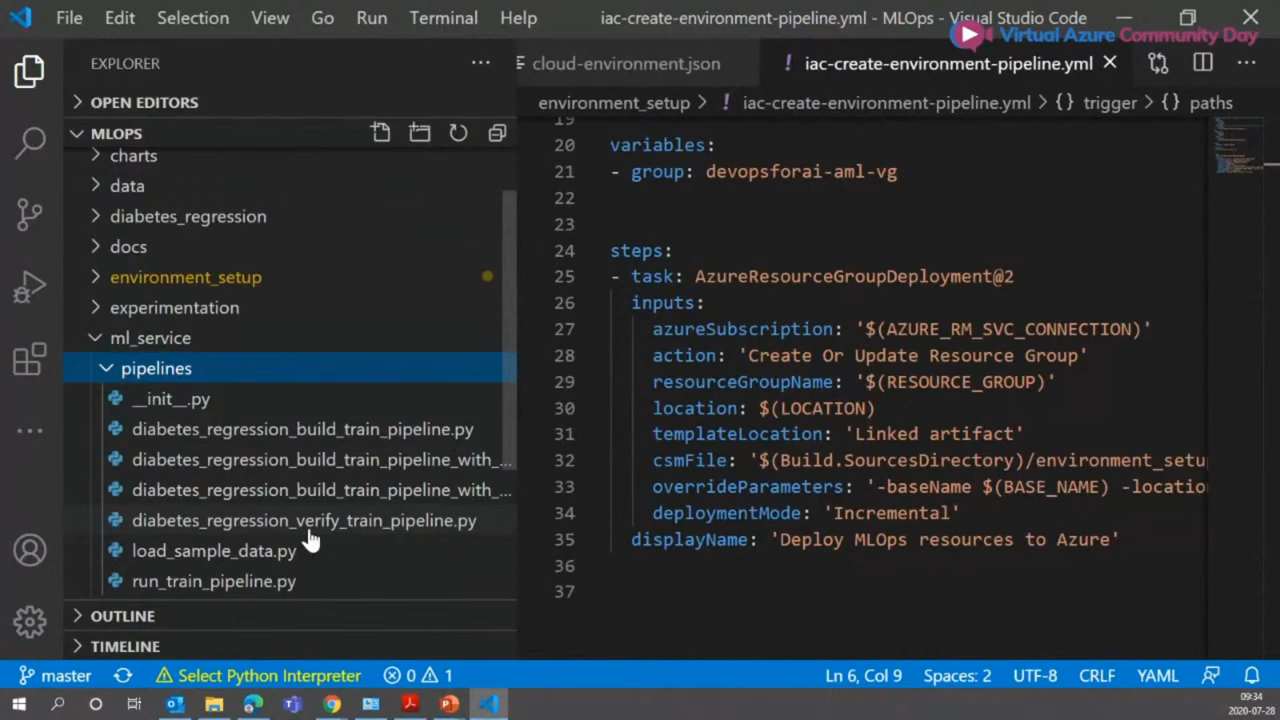 File Edit Selection View Go Run Terminal Help iac-create-environment-pipeline.yml - MLOps - Visual Studio Code
Virtual Azure Community Day
EXPLORER
OPEN EDITORS
MLOPS
charts
data
diabetes_regression
docs
environment_setup
experimentation
ml_service
pipelines
__init__.py
diabetes_regression_build_train_pipeline.py
diabetes_regression_build_train_pipeline_with_...
diabetes_regression_build_train_pipeline_with_...
diabetes_regression_verify_train_pipeline.py
load_sample_data.py
run_train_pipeline.py
OUTLINE
TIMELINE
cloud-environment.json ! iac-create-environment-pipeline.yml
environment_setup > ! iac-create-environment-pipeline.yml > {} trigger > {} paths
19
20 variables:
21 - group: devopsforai-aml-vg
22
23
24 steps:
25 - task: AzureResourceGroupDeployment@2
26 inputs:
27 azureSubscription: '$(AZURE_RM_SVC_CONNECTION)'
28 action: 'Create Or Update Resource Group'
29 resourceGroupName: '$(RESOURCE_GROUP)'
30 location: $(LOCATION)
31 templateLocation: 'Linked artifact'
32 csmFile: '$(Build.SourcesDirectory)/environment_setu
33 overrideParameters: '-baseName $(BASE_NAME) -location
34 deploymentMode: 'Incremental'
35 displayName: 'Deploy MLOps resources to Azure'
36
37
master Select Python Interpreter 0 1 Ln 6, Col 9 Spaces: 2 UTF-8 CRLF YAML
09:34
2020-07-28